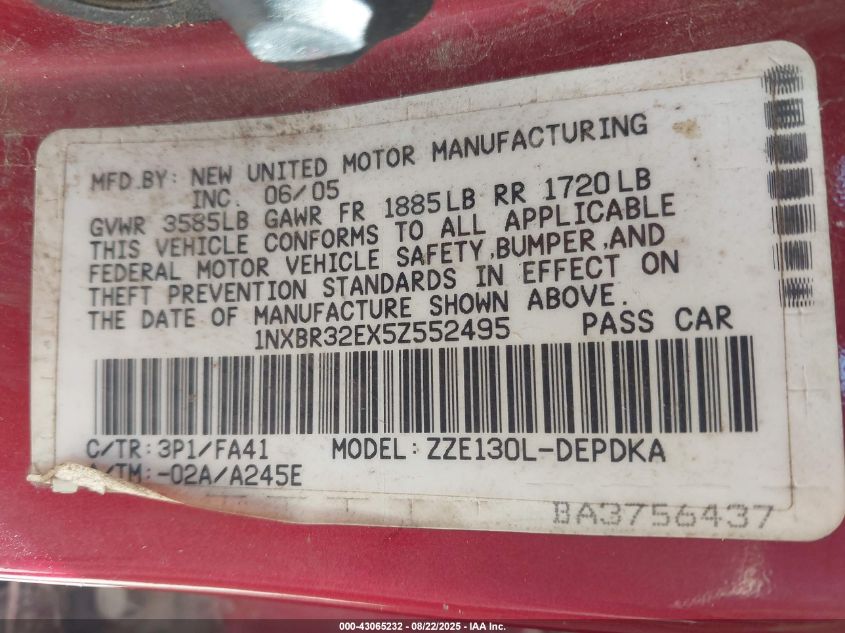 MFD.BY: NEW UNITED MOTOR MANUFACTURING
INC. 06/05
GVWR 3585LB GAWR FR 1885LB RR 1720LB
THIS VEHICLE CONFORMS TO ALL APPLICABLE
FEDERAL MOTOR VEHICLE SAFETY,BUMPER,AND
THEFT PREVENTION STANDARDS IN EFFECT ON
THE DATE OF MANUFACTURE SHOWN ABOVE.
1NXBR32EX5Z552495 PASS CAR
C/TR:3P1/FA41 MODEL:ZZE130L-DEPDKA
A/TM:-02A/A245E
BA3756437
000-43065232 - 08/22/2025 - IAA Inc.